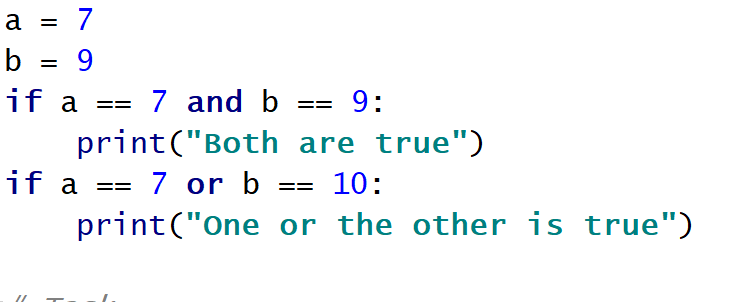 a = 7
b = 9
if a == 7 and b == 9:
    print("Both are true")
if a == 7 or b == 10:
    print("One or the other is true")